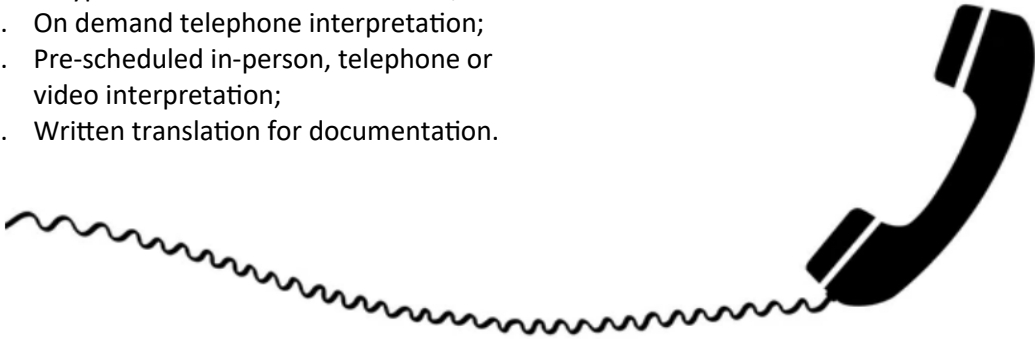 . On demand telephone interpretation;
. Pre-scheduled in-person, telephone or
video interpretation;
. Written translation for documentation.